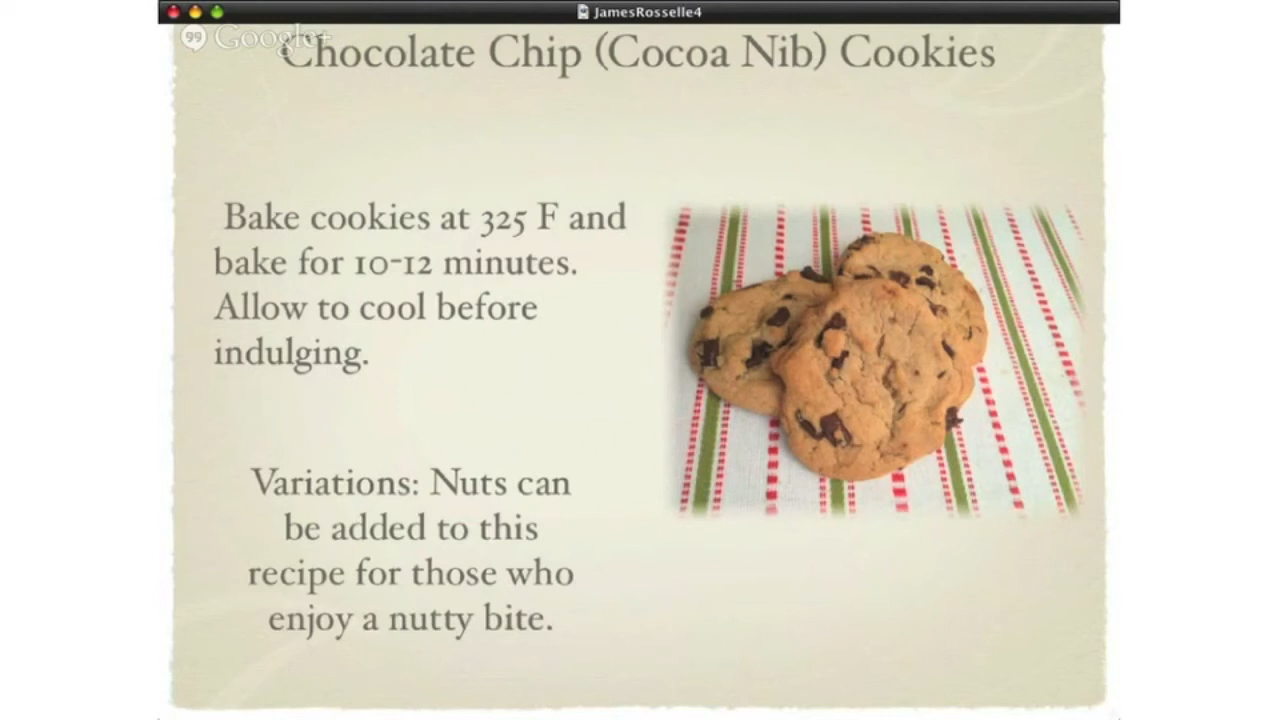 JamesRosselle4
Google+
Chocolate Chip (Cocoa Nib) Cookies
Bake cookies at 325 F and
bake for 10-12 minutes.
Allow to cool before
indulging.
Variations: Nuts can
be added to this
recipe for those who
enjoy a nutty bite.